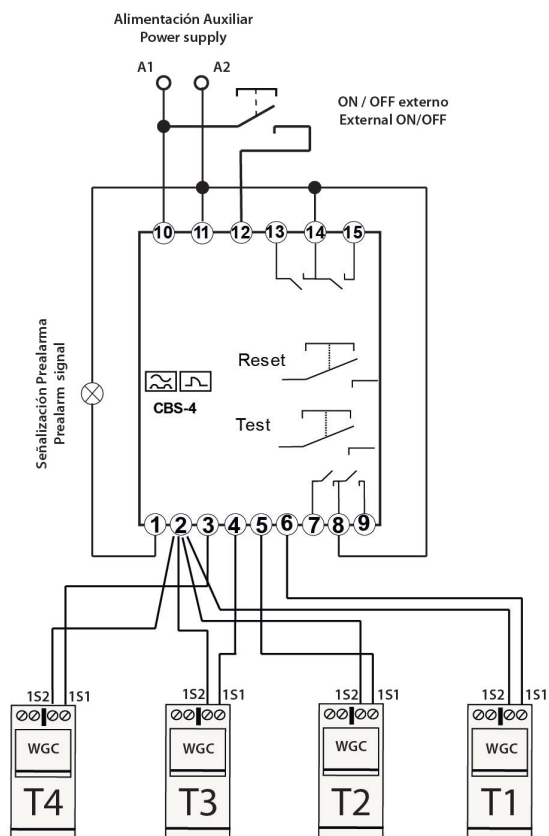 Alimentación Auxiliar
Power supply
A1
A2
ON / OFF externo
External ON/OFF
10
11
12
13
14
15
Señalización Prealarma
Prealarm signal
Reset
CBS-4
Test
1
2
3
4
5
6
7
8
9
1S2
1S1
1S2
1S1
1S2
1S1
1S2
1S1
WGC
WGC
WGC
WGC
T4
T3
T2
T1